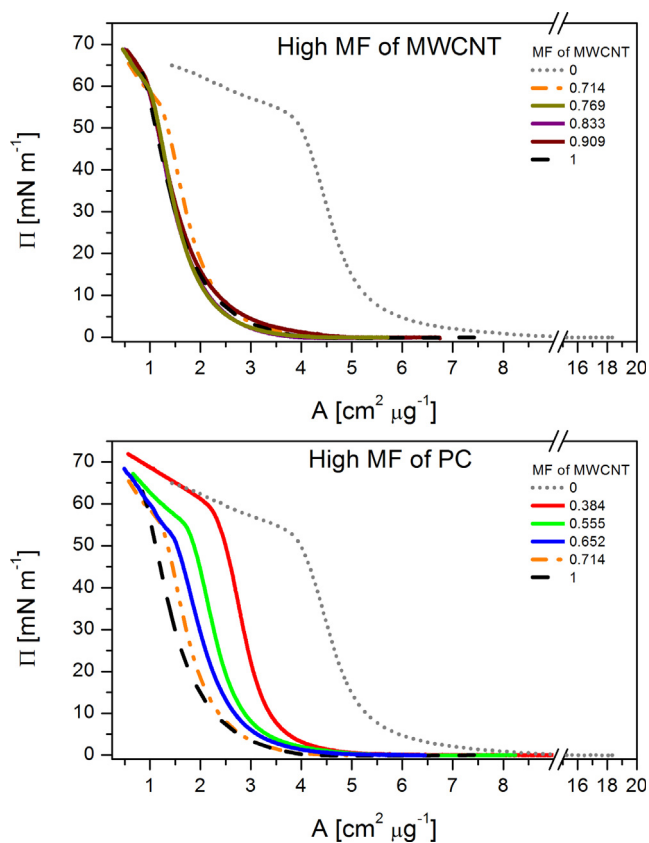 High MF of MWCNT
MF of MWCNT
0
0.714
0.769
0.833
0.909
1
70
60
50
40
30
20
10
0
Π [mN m⁻¹]
1 2 3 4 5 6 7 8 16 18 20
A [cm² μg⁻¹]
High MF of PC
MF of MWCNT
0
0.384
0.555
0.652
0.714
1
70
60
50
40
30
20
10
0
Π [mN m⁻¹]
1 2 3 4 5 6 7 8 16 18 20
A [cm² μg⁻¹]